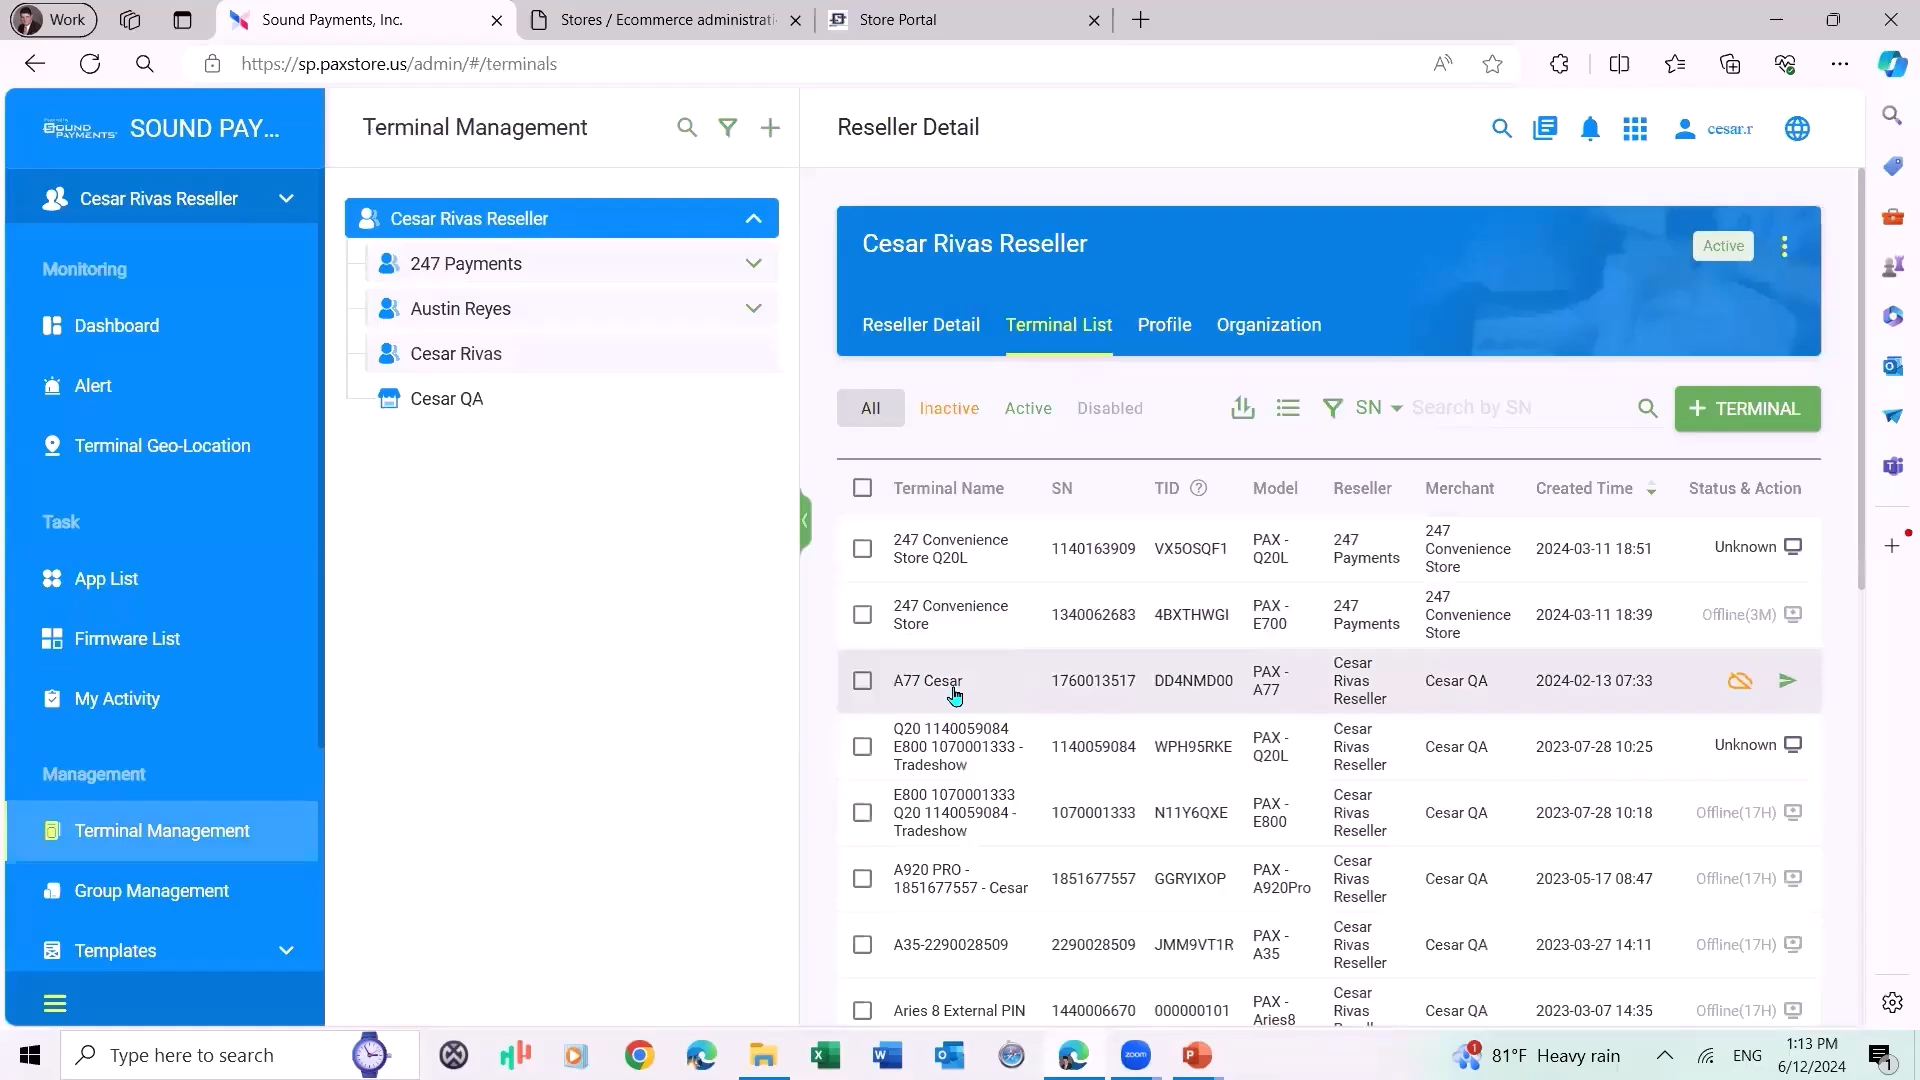 Work
Sound Payments, Inc.
Stores / Ecommerce administrati
Store Portal
https://sp.paxstore.us/admin/#/terminals
SOUND PAYMENTS
SOUND PAY...
Terminal Management
Reseller Detail
cesar.r
Cesar Rivas Reseller
Monitoring
Dashboard
Alert
Terminal Geo-Location
Task
App List
Firmware List
My Activity
Management
Terminal Management
Group Management
Templates
Cesar Rivas Reseller
247 Payments
Austin Reyes
Cesar Rivas
Cesar QA
Cesar Rivas Reseller
Active
Reseller Detail Terminal List Profile Organization
All Inactive Active Disabled SN Search by SN + TERMINAL
Terminal Name SN TID Model Reseller Merchant Created Time Status & Action
247 Convenience Store Q20L 1140163909 VX5OSQF1 PAX - Q20L 247 Payments 247 Convenience Store 2024-03-11 18:51 Unknown
247 Convenience Store 1340062683 4BXTHWGI PAX - E700 247 Payments 247 Convenience Store 2024-03-11 18:39 Offline(3M)
A77 Cesar 1760013517 DD4NMD00 PAX - A77 Cesar Rivas Reseller Cesar QA 2024-02-13 07:33
Q20 1140059084 E800 1070001333 - Tradeshow 1140059084 WPH95RKE PAX - Q20L Cesar Rivas Reseller Cesar QA 2023-07-28 10:25 Unknown
E800 1070001333 Q20 1140059084 - Tradeshow 1070001333 N11Y6QXE PAX - E800 Cesar Rivas Reseller Cesar QA 2023-07-28 10:18 Offline(17H)
A920 PRO - 1851677557 - Cesar 1851677557 GGRYIXOP PAX - A920Pro Cesar Rivas Reseller Cesar QA 2023-05-17 08:47 Offline(17H)
A35-2290028509 2290028509 JMM9VT1R PAX - A35 Cesar Rivas Reseller Cesar QA 2023-03-27 14:11 Offline(17H)
Aries 8 External PIN 1440006670 000000101 PAX - Aries8 Cesar Rivas Cesar QA 2023-03-07 14:35 Offline(17H)
Type here to search
zoom
1
81°F Heavy rain
ENG
1:13 PM
6/12/2024
1